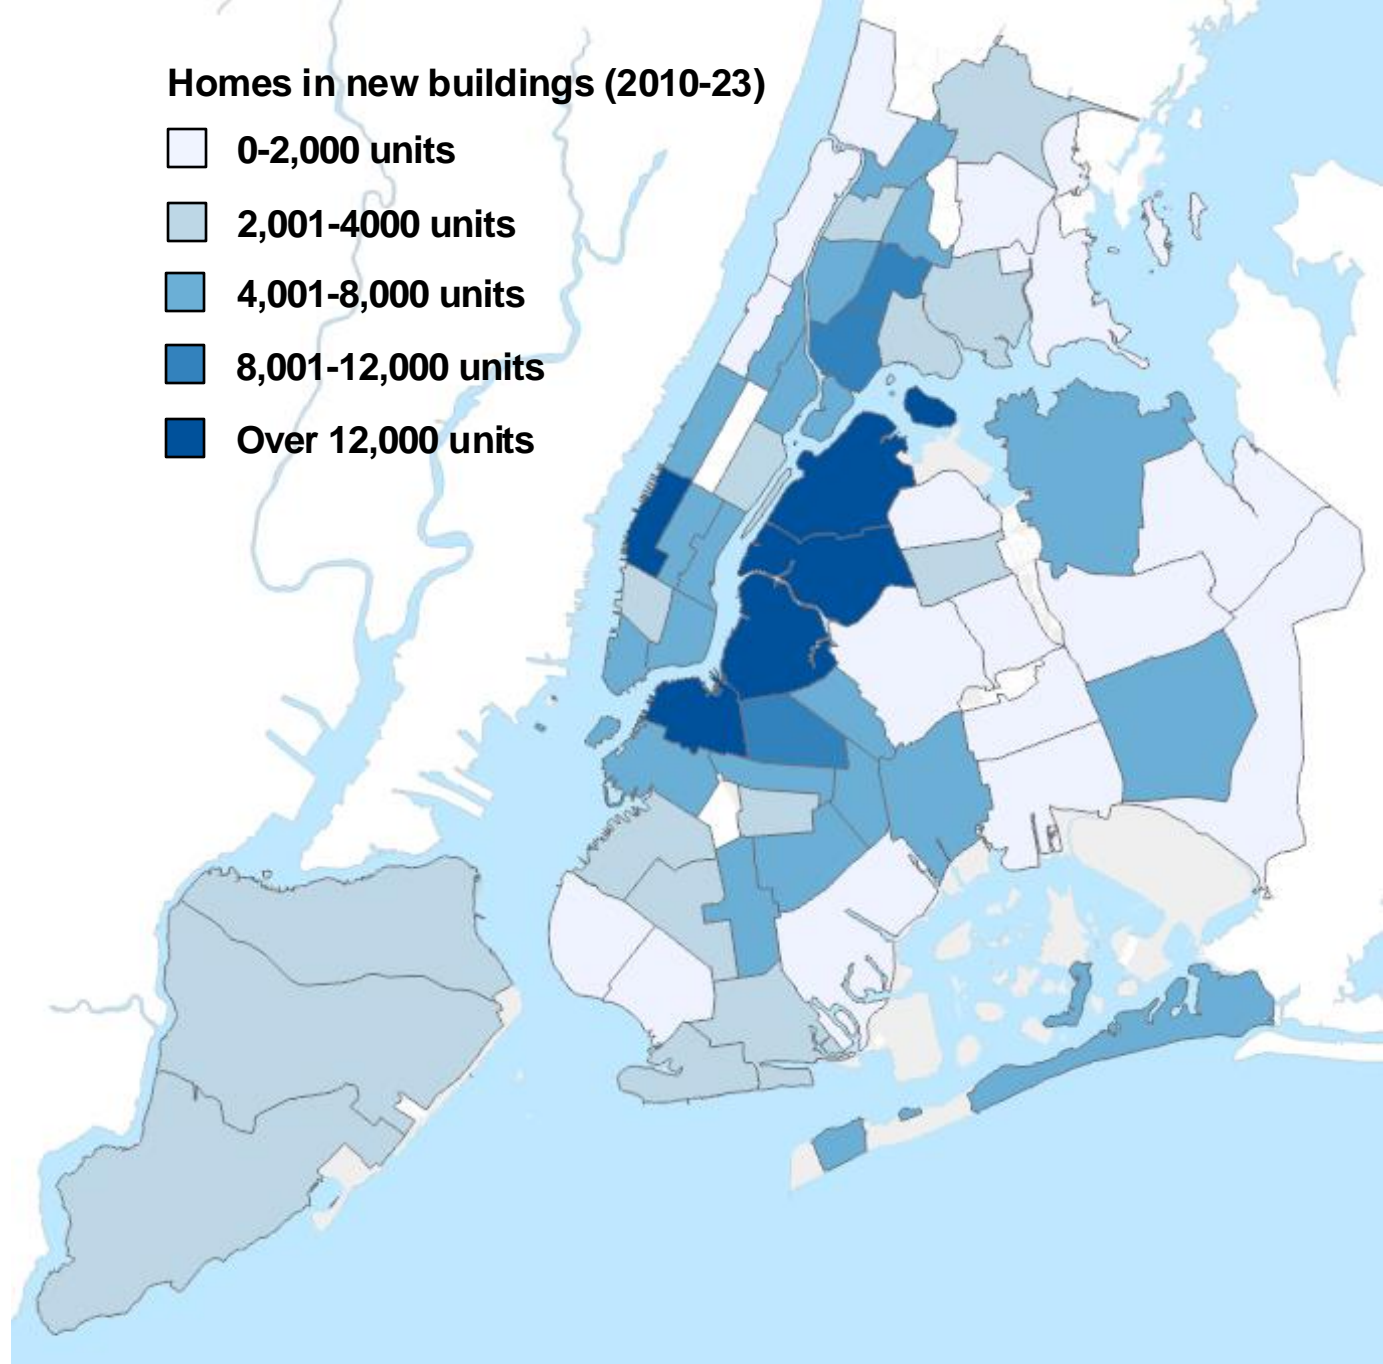 Homes in new buildings (2010-23)
0-2,000 units
2,001-4000 units
4,001-8,000 units
8,001-12,000 units
Over 12,000 units